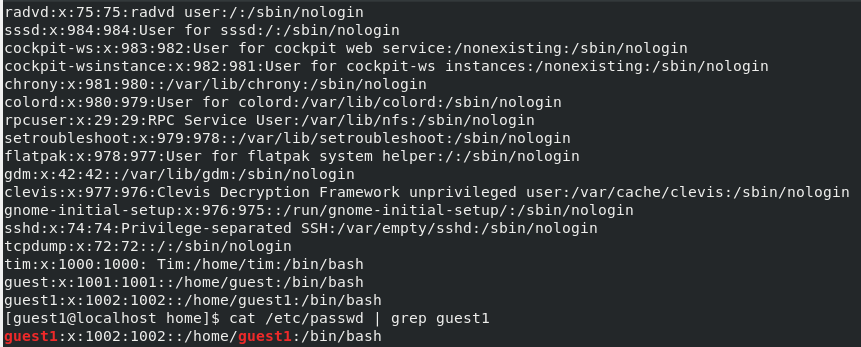 radvd:x:75:75:radvd user:/:/sbin/nologin
sssd:x:984:984:User for sssd:/:/sbin/nologin
cockpit-ws:x:983:982:User for cockpit web service:/nonexisting:/sbin/nologin
cockpit-wsinstance:x:982:981:User for cockpit-ws instances:/nonexisting:/sbin/nologin
chrony:x:981:980::/var/lib/chrony:/sbin/nologin
colord:x:980:979:User for colord:/var/lib/colord:/sbin/nologin
rpcuser:x:29:29:RPC Service User:/var/lib/nfs:/sbin/nologin
setroubleshoot:x:979:978::/var/lib/setroubleshoot:/sbin/nologin
flatpak:x:978:977:User for flatpak system helper:/:/sbin/nologin
gdm:x:42:42::/var/lib/gdm:/sbin/nologin
clevis:x:977:976:Clevis Decryption Framework unprivileged user:/var/cache/clevis:/sbin/nologin
gnome-initial-setup:x:976:975::/run/gnome-initial-setup/:/sbin/nologin
sshd:x:74:74:Privilege-separated SSH:/var/empty/sshd:/sbin/nologin
tcpdump:x:72:72::/:/sbin/nologin
tim:x:1000:1000: Tim:/home/tim:/bin/bash
guest:x:1001:1001::/home/guest:/bin/bash
guest1:x:1002:1002::/home/guest1:/bin/bash
[guest1@localhost home]$ cat /etc/passwd | grep guest1
guest1:x:1002:1002::/home/guest1:/bin/bash